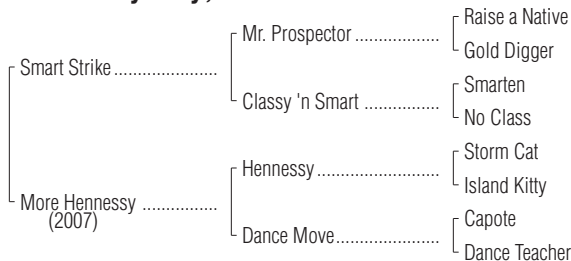 Raise a Native
Mr. Prospector ..................
Gold Digger
Smart Strike ......................
Smarten
Classy 'n Smart ................
No Class
Storm Cat
Hennessy..........................
Island Kitty
More Hennessy ................
(2007)
Capote
Dance Move......................
Dance Teacher